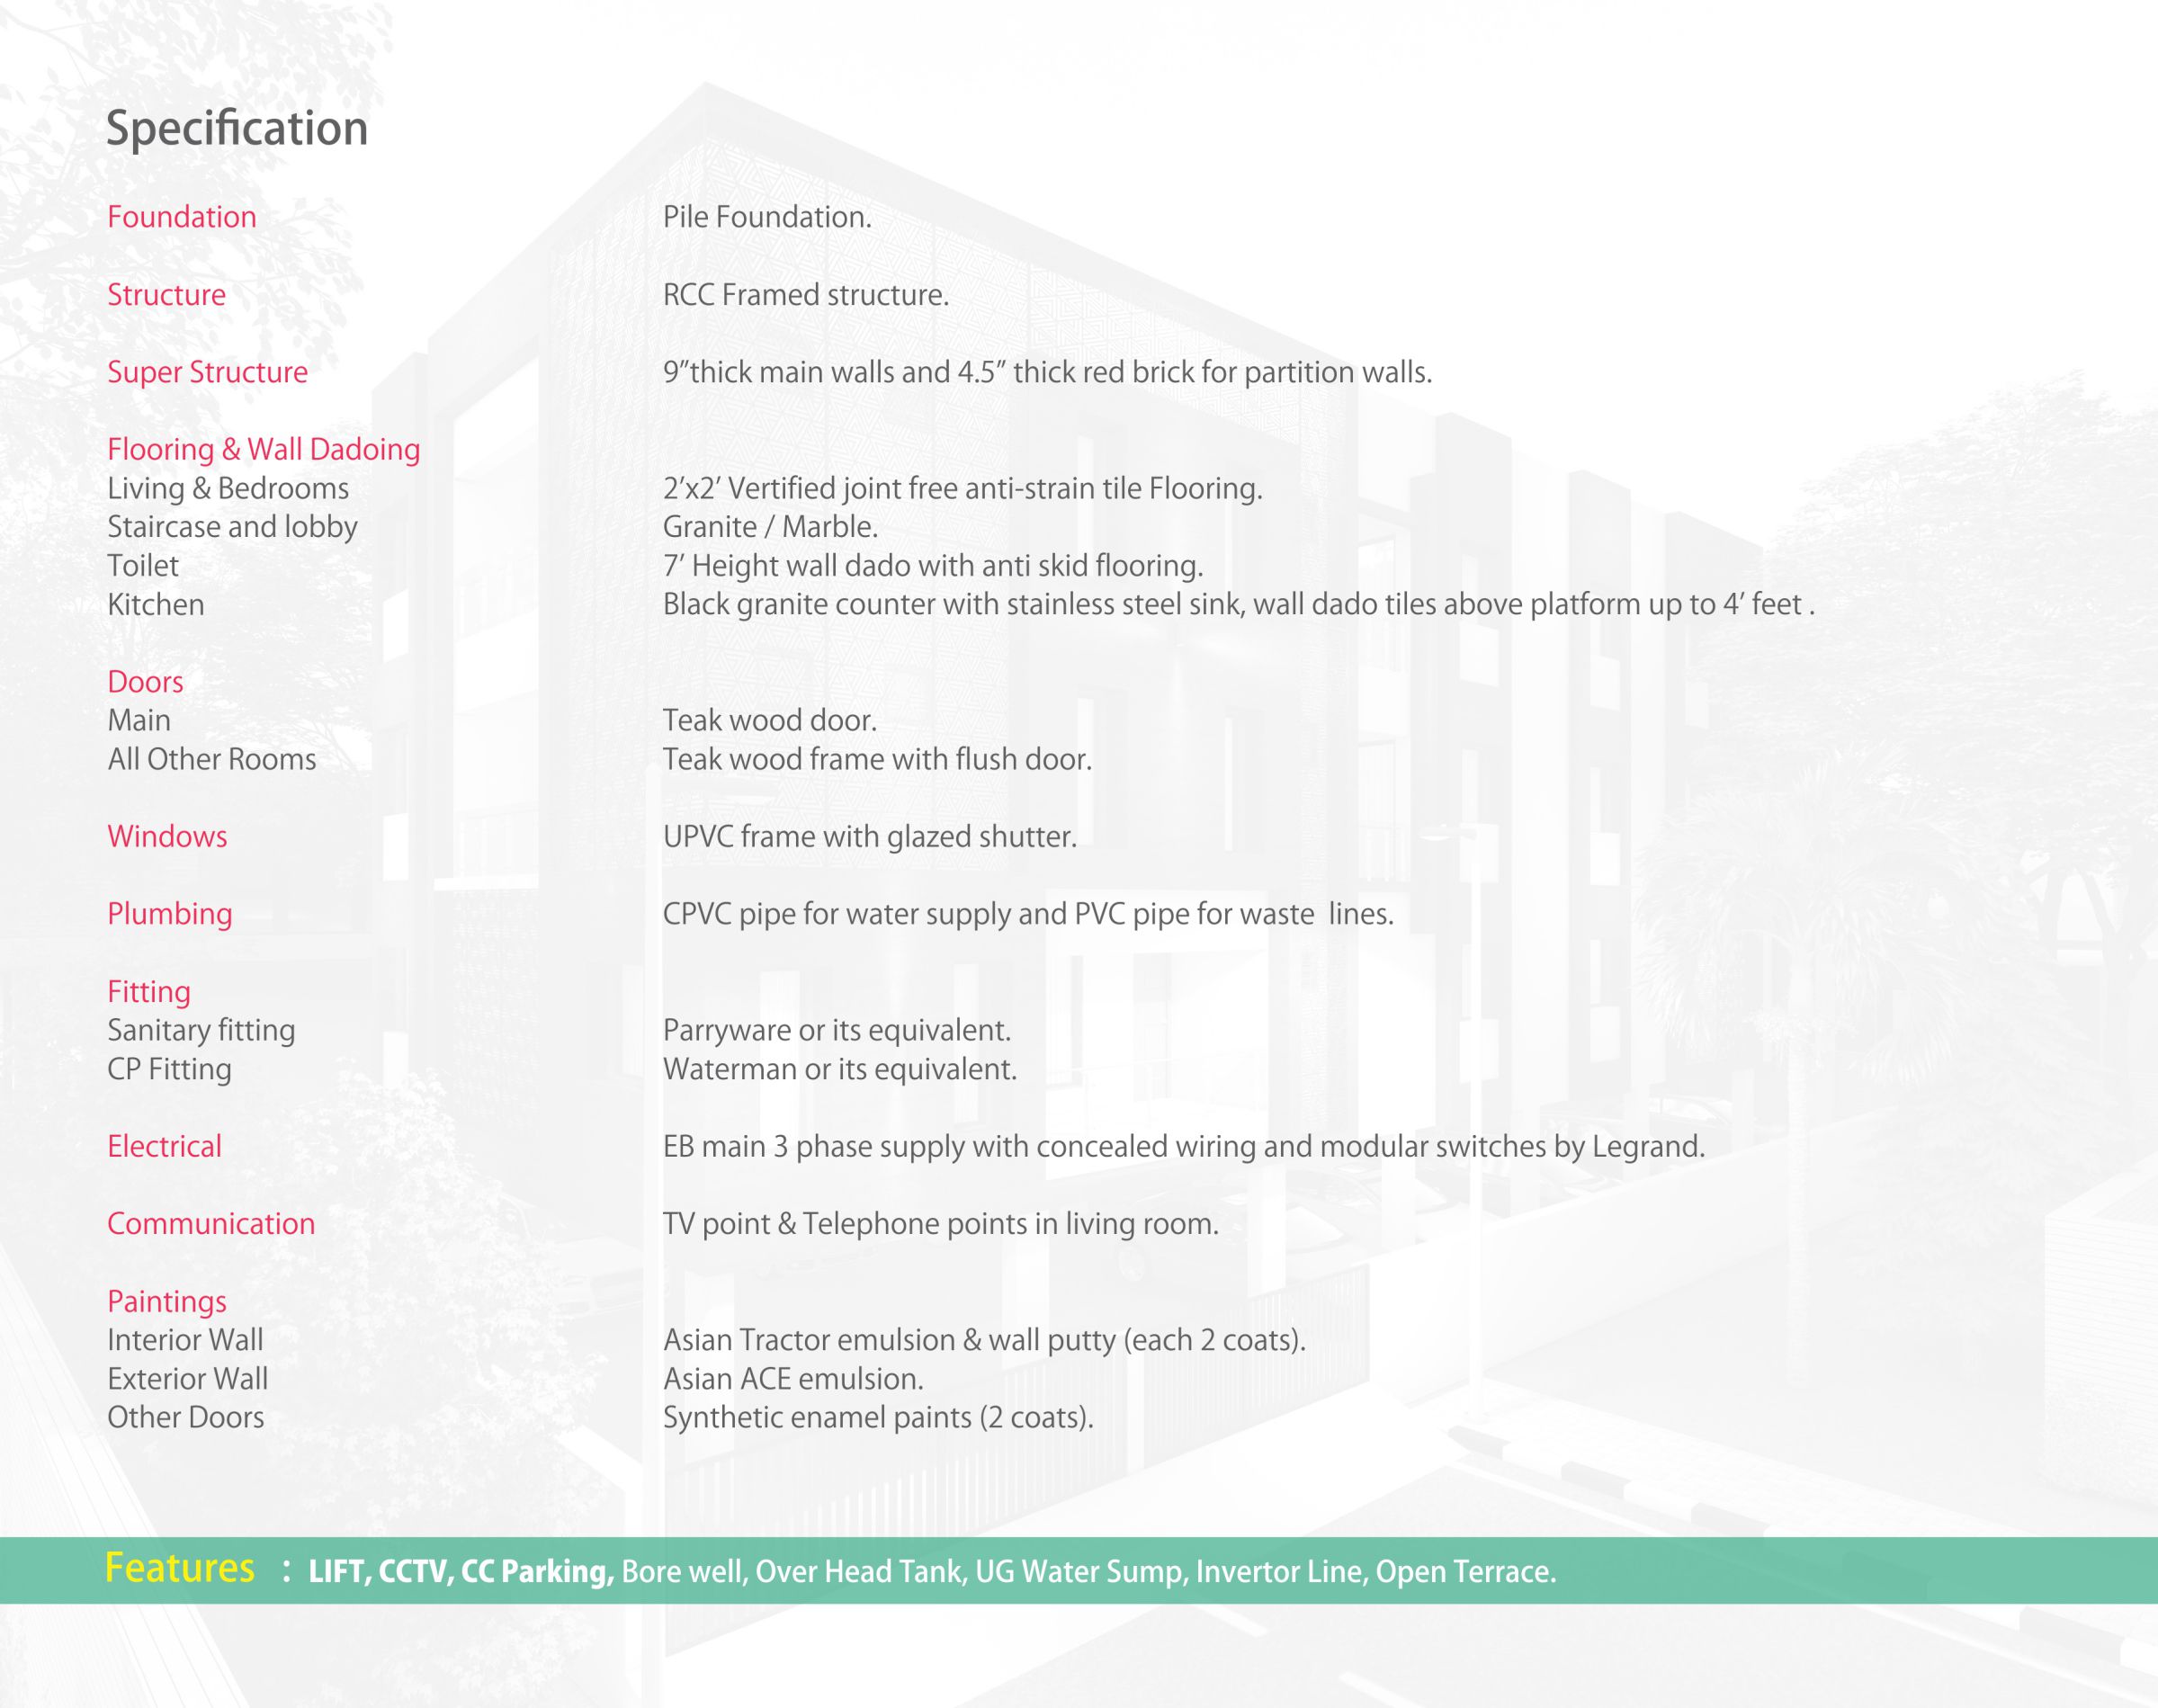 Specification
Foundation Pile Foundation.
Structure RCC Framed structure.
Super Structure 9”thick main walls and 4.5” thick red brick for partition walls.
Flooring & Wall Dadoing
Living & Bedrooms 2’x2’ Vertified joint free anti-strain tile Flooring.
Staircase and lobby Granite / Marble.
Toilet 7’ Height wall dado with anti skid flooring.
Kitchen Black granite counter with stainless steel sink, wall dado tiles above platform up to 4’ feet .
Doors
Main Teak wood door.
All Other Rooms Teak wood frame with flush door.
Windows UPVC frame with glazed shutter.
Plumbing CPVC pipe for water supply and PVC pipe for waste lines.
Fitting
Sanitary fitting Parryware or its equivalent.
CP Fitting Waterman or its equivalent.
Electrical EB main 3 phase supply with concealed wiring and modular switches by Legrand.
Communication TV point & Telephone points in living room.
Paintings
Interior Wall Asian Tractor emulsion & wall putty (each 2 coats).
Exterior Wall Asian ACE emulsion.
Other Doors Synthetic enamel paints (2 coats).
Features : LIFT, CCTV, CC Parking, Bore well, Over Head Tank, UG Water Sump, Invertor Line, Open Terrace.